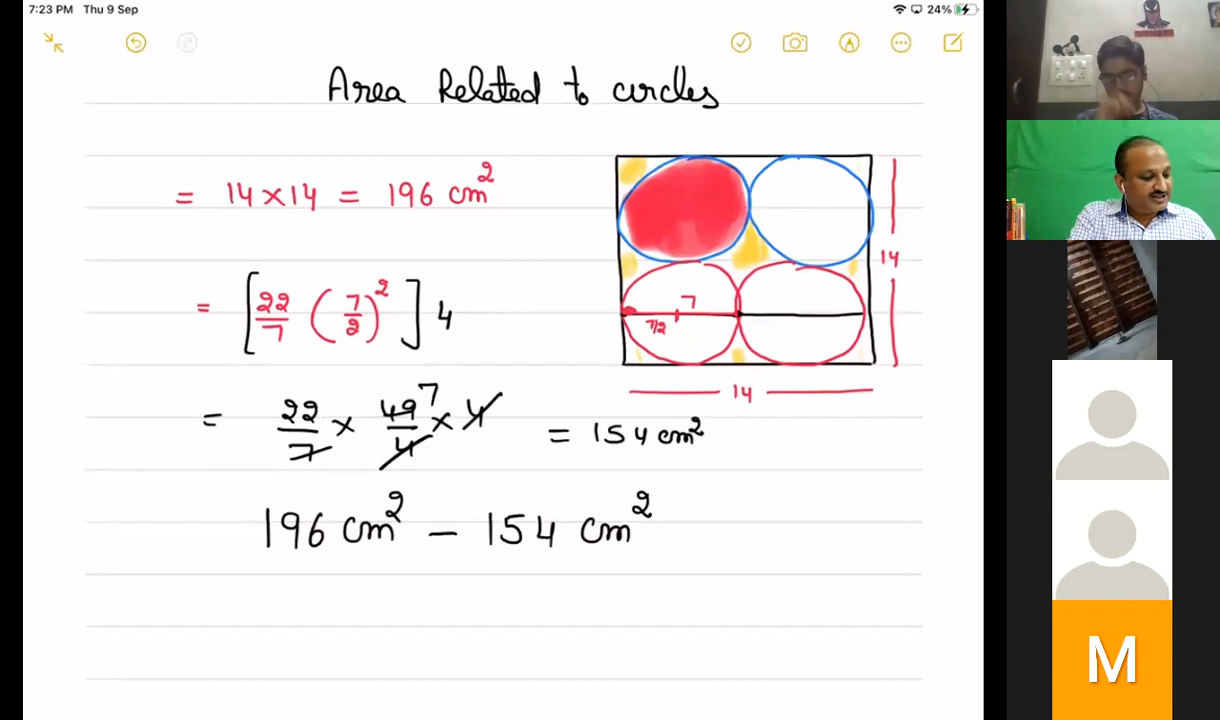 7:23 PM Thu 9 Sep
24%
Area Related to circles
= 14 × 14 = 196 cm²
= [22/7 (7/2)²] 4
= 22/7 × 49/4 7 × 4 = 154 cm²
196 cm² - 154 cm²
7
7/2
14
14
M